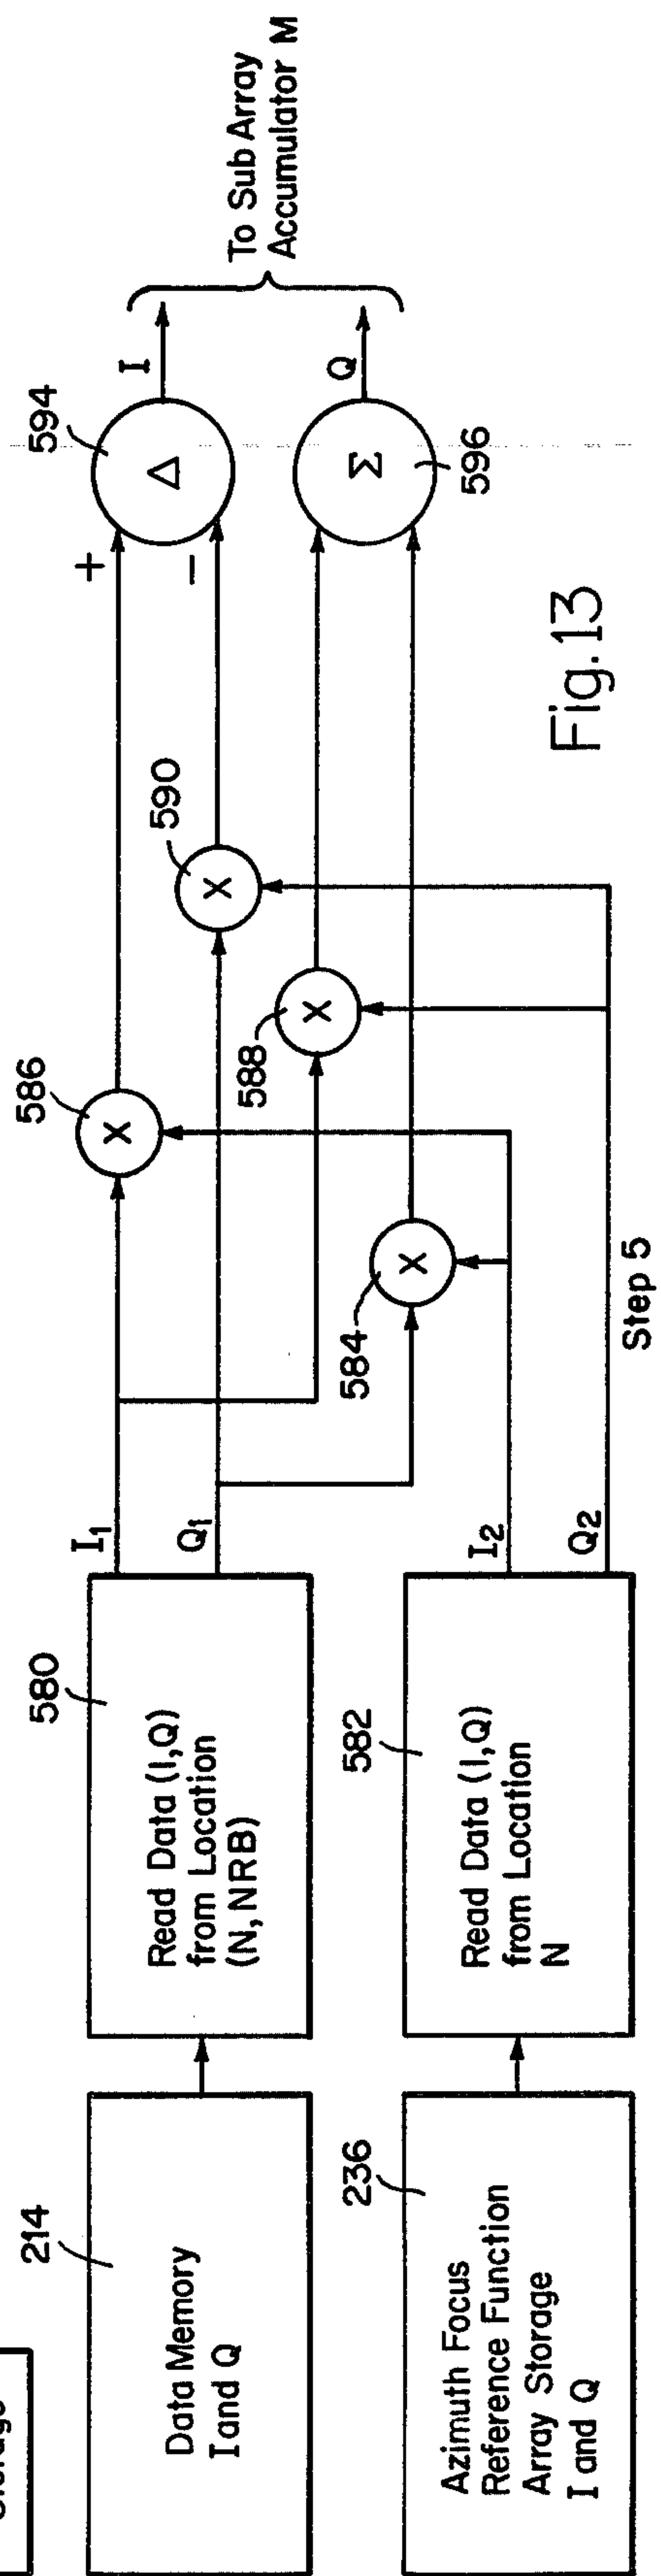 Storage
214
Data Memory
I and Q
580
Read Data (I,Q)
from Location
(N, NRB)
I1
Q1
236
Azimuth Focus
Reference Function
Array Storage
I and Q
582
Read Data (I,Q)
from Location
N
I2
Q2
584
X
586
X
588
X
590
X
+
−
594
Δ
I
Σ
596
Q
To Sub Array
Accumulator M
Step 5
Fig. 13